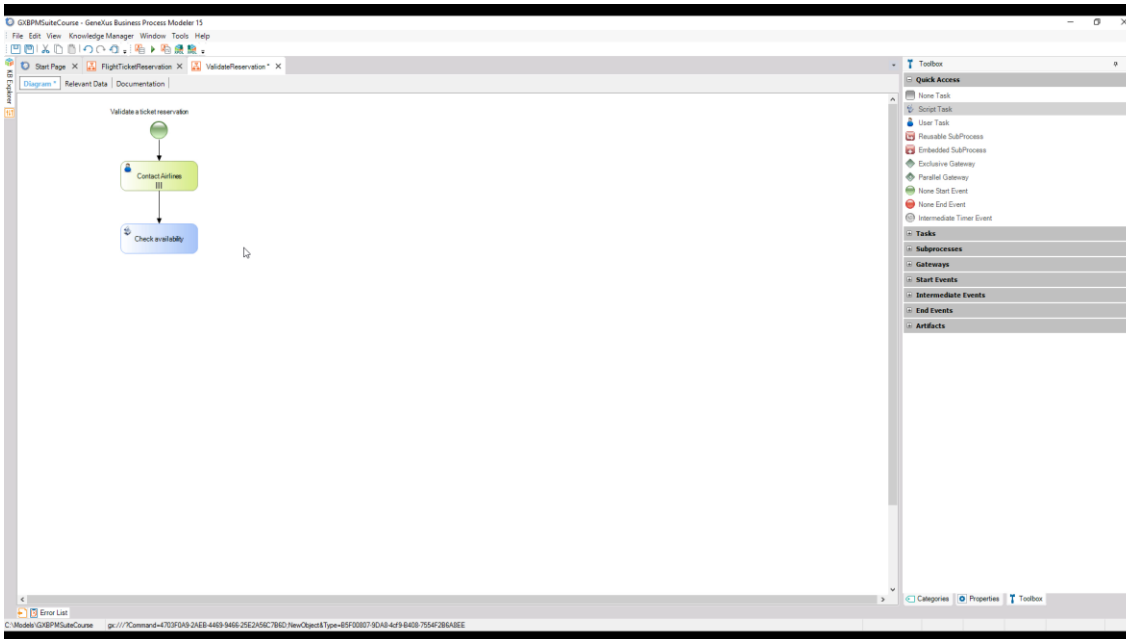 GXBPMSuiteCourse - GeneXus Business Process Modeler 15
File Edit View Knowledge Manager Window Tools Help
Start Page FlightTicketReservation ValidateReservation *
Diagram * Relevant Data Documentation
KB Explorer
Validate a ticket reservation
Contact Airlines
Check availability
Toolbox
Quick Access
None Task
Script Task
User Task
Reusable SubProcess
Embedded SubProcess
Exclusive Gateway
Parallel Gateway
None Start Event
None End Event
Intermediate Timer Event
Tasks
Subprocesses
Gateways
Start Events
Intermediate Events
End Events
Artifacts
Categories Properties Toolbox
Error List
C:\Models\GXBPMSuiteCourse